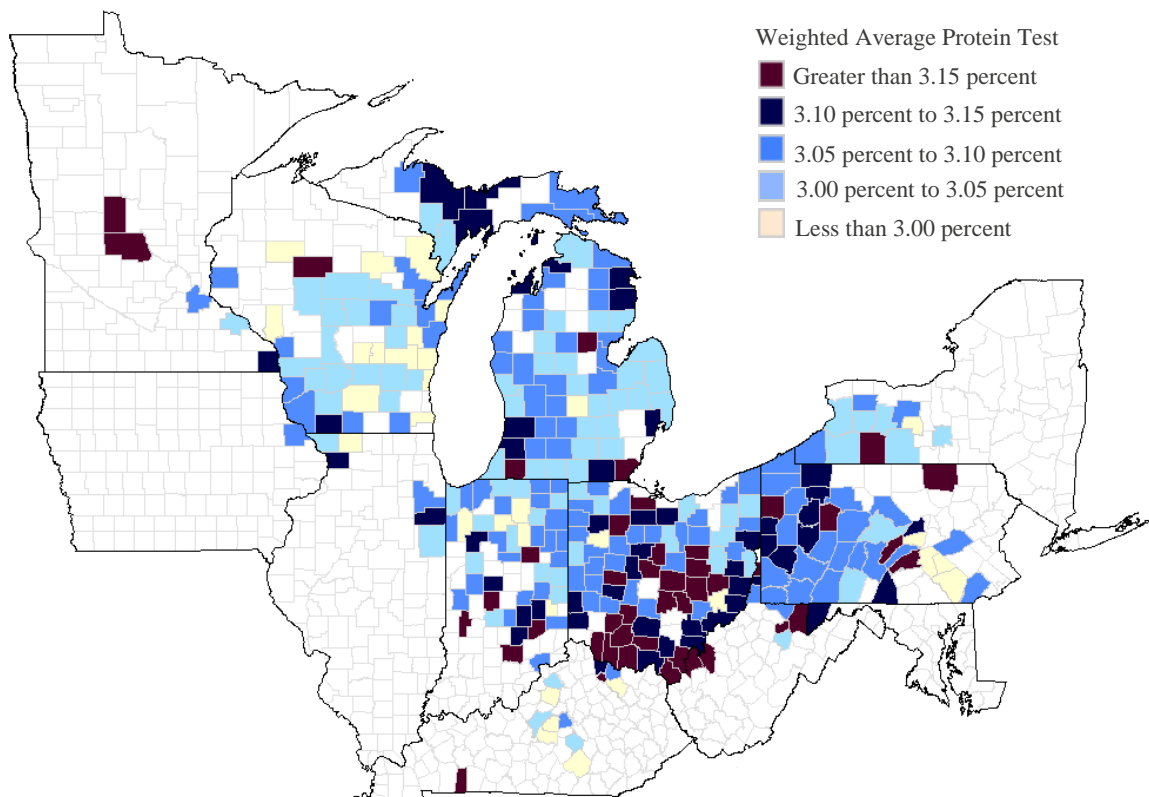 Weighted Average Protein Test
Greater than 3.15 percent
3.10 percent to 3.15 percent
3.05 percent to 3.10 percent
3.00 percent to 3.05 percent
Less than 3.00 percent